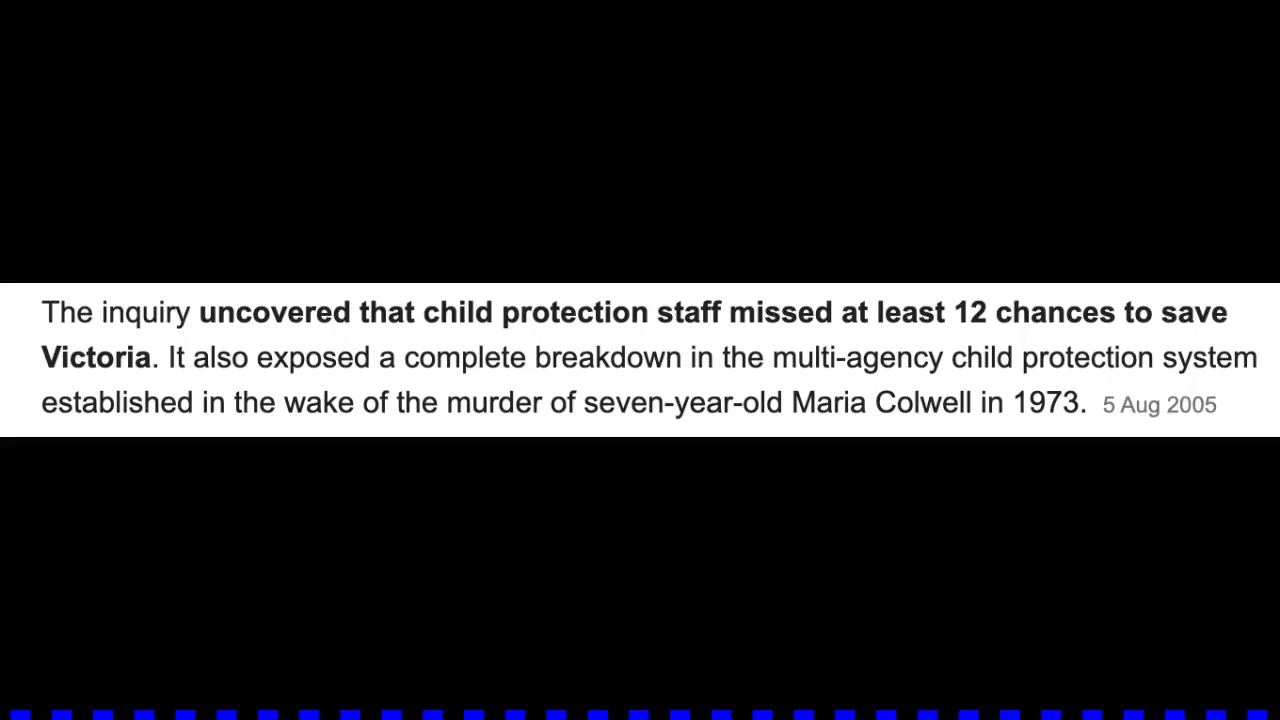 The inquiry uncovered that child protection staff missed at least 12 chances to save
Victoria. It also exposed a complete breakdown in the multi-agency child protection system
established in the wake of the murder of seven-year-old Maria Colwell in 1973. 5 Aug 2005